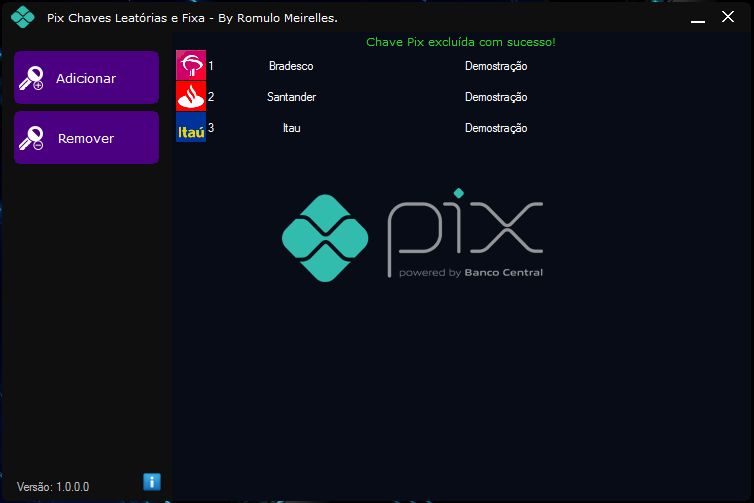 Pix Chaves Leatórias e Fixa - By Romulo Meirelles.
Chave Pix excluída com sucesso!
Adicionar
Remover
1 Bradesco Demostração
2 Santander Demostração
Itaú 3 Itau Demostração
pix
powered by Banco Central
Versão: 1.0.0.0
i